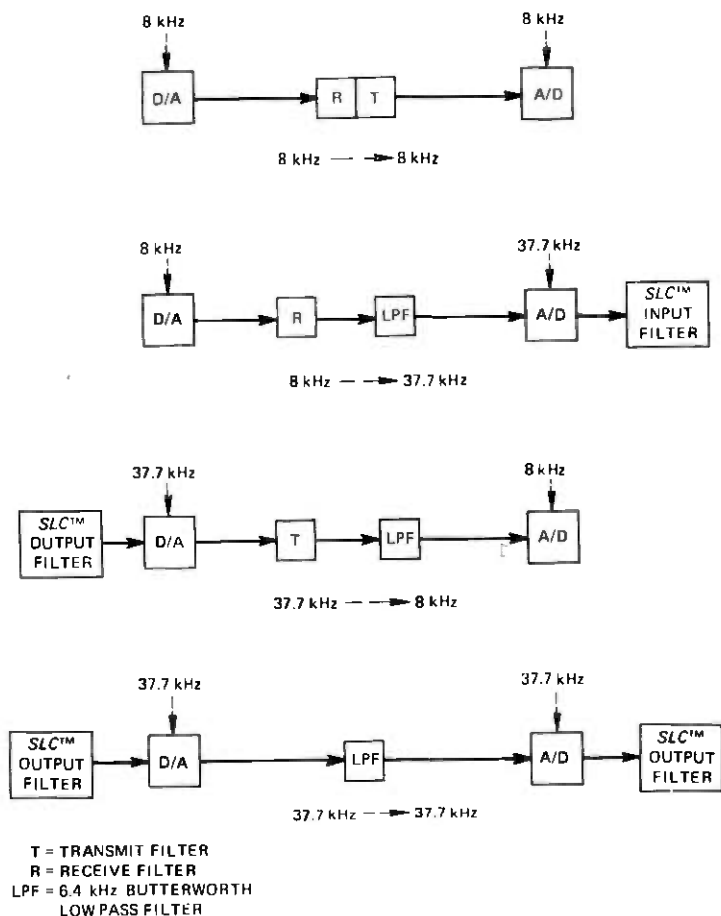 8 kHz 8 kHz
D/A R T A/D
8 kHz — → 8 kHz
8 kHz 37.7 kHz
D/A R LPF A/D SLC™
INPUT
FILTER
8 kHz — → 37.7 kHz
37.7 kHz 8 kHz
SLC™
OUTPUT
FILTER
D/A T LPF A/D
37.7 kHz — → 8 kHz
37.7 kHz 37.7 kHz
SLC™
OUTPUT
FILTER
D/A LPF A/D
SLC™
OUTPUT
FILTER
37.7 kHz — → 37.7 kHz
T = TRANSMIT FILTER
R = RECEIVE FILTER
LPF = 6.4 kHz BUTTERWORTH
LOW PASS FILTER